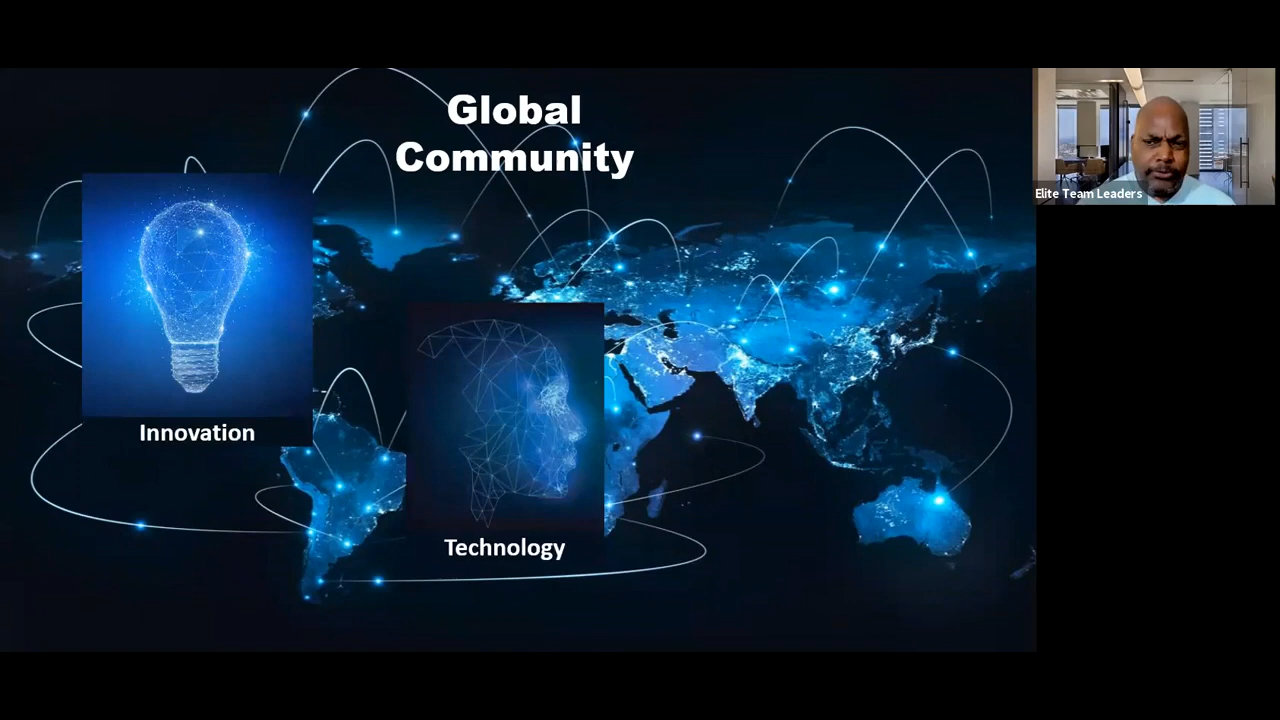 Global
Community
Elite Team Leaders
Innovation
Technology